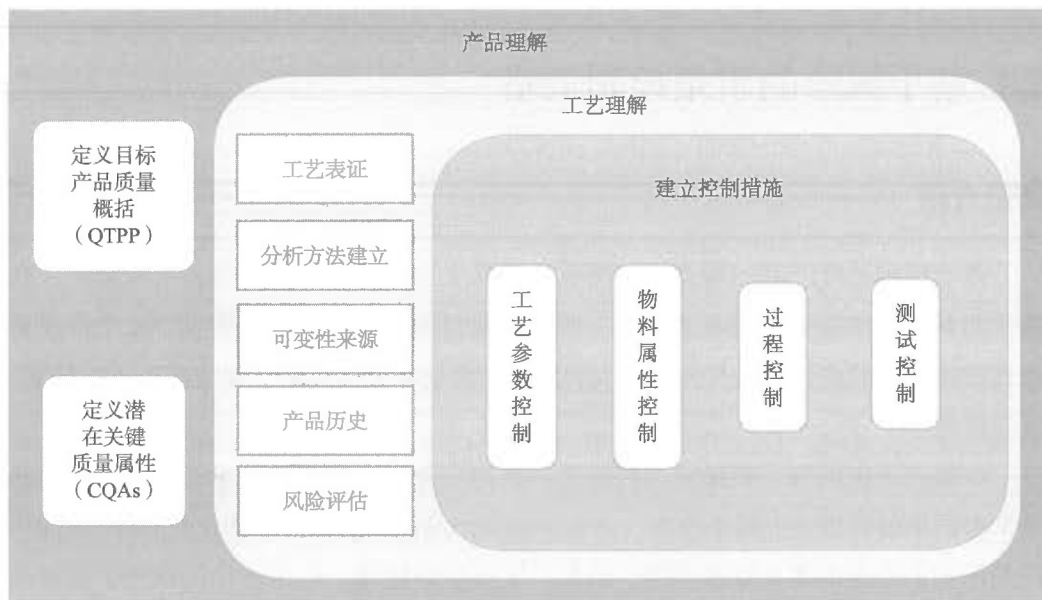 产品理解
工艺理解
定义目标
产品质量
概括
（QTPP）
定义潜
在关键
质量属性
（CQAs）
工艺表证
分析方法建立
可变性来源
产品历史
风险评估
建立控制措施
工艺参数控制
物料属性控制
过程控制
测试控制